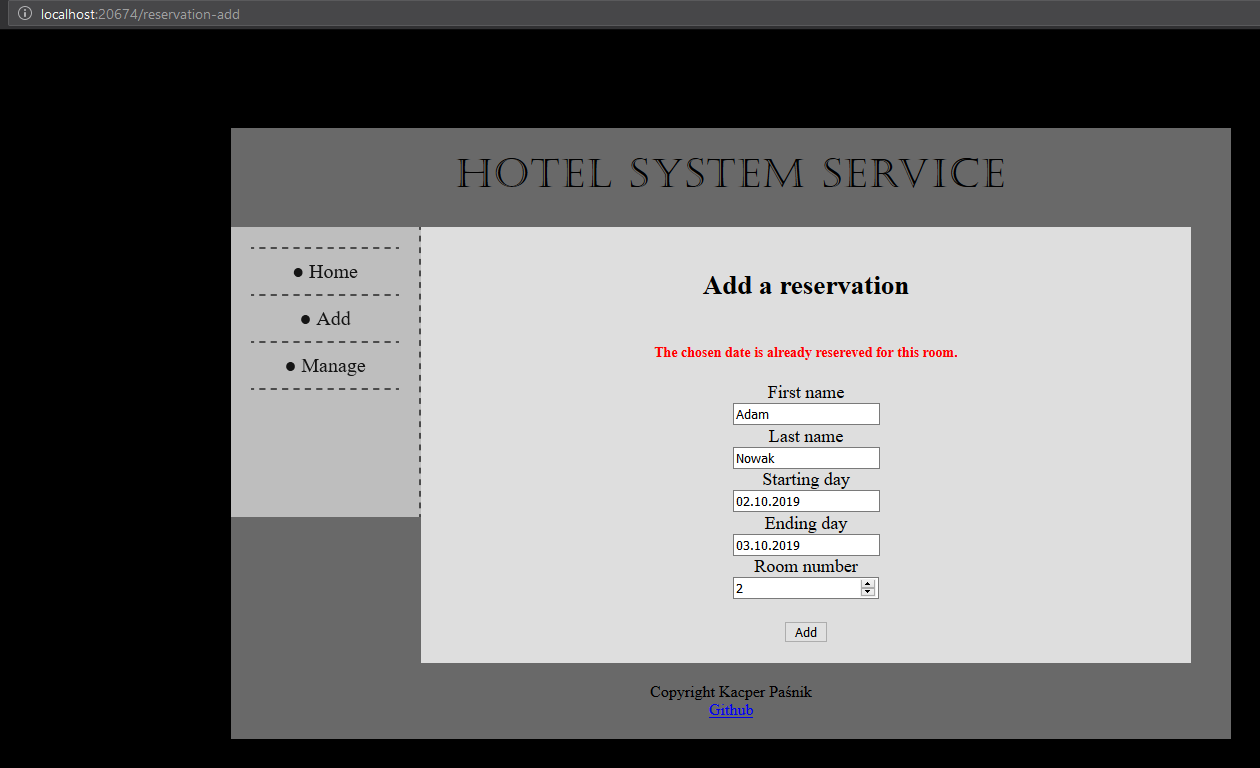 localhost:20674/reservation-add
HOTEL SYSTEM SERVICE
● Home
● Add
● Manage
Add a reservation
The chosen date is already resereved for this room.
First name
Adam
Last name
Nowak
Starting day
02.10.2019
Ending day
03.10.2019
Room number
2
Add
Copyright Kacper Paśnik
Github